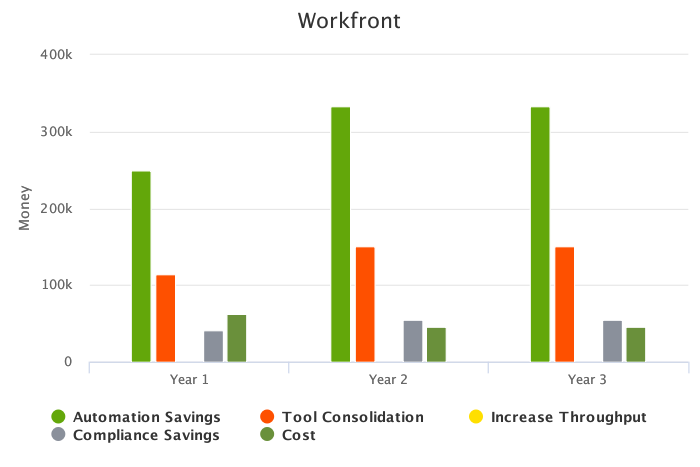 Workfront
400k
300k
200k
100k
0
Money
Year 1
Year 2
Year 3
Automation Savings
Tool Consolidation
Increase Throughput
Compliance Savings
Cost